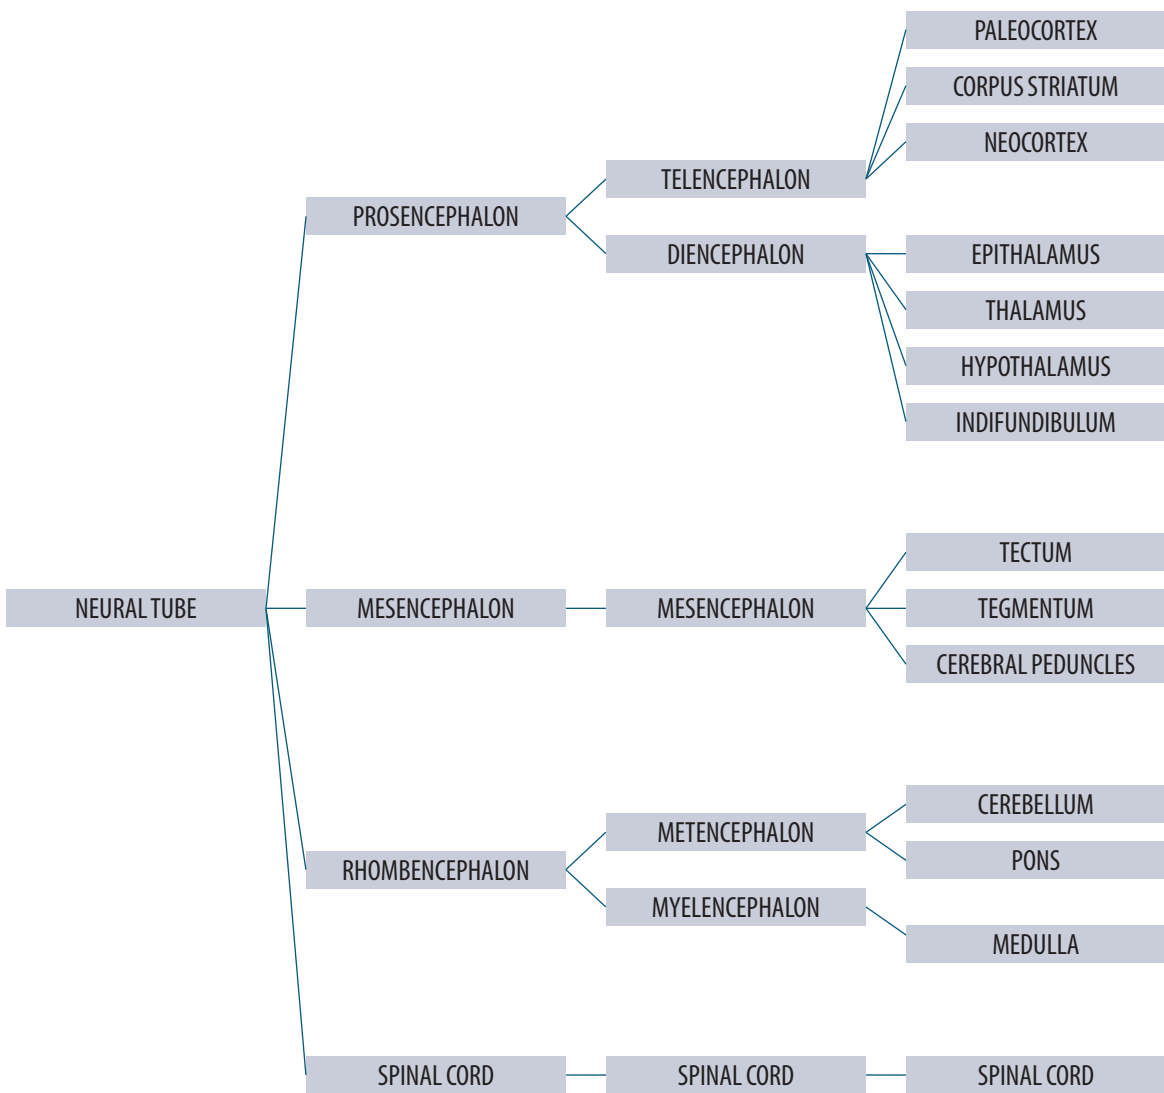 PALEOCORTEX
CORPUS STRIATUM
NEOCORTEX
TELENCEPHALON
PROSENCEPHALON
DIENCEPHALON
EPITHALAMUS
THALAMUS
HYPOTHALAMUS
INDIFUNDIBULUM
TECTUM
NEURAL TUBE
MESENCEPHALON
MESENCEPHALON
TEGMENTUM
CEREBRAL PEDUNCLES
CEREBELLUM
METENCEPHALON
PONS
RHOMBENCEPHALON
MYELENCEPHALON
MEDULLA
SPINAL CORD
SPINAL CORD
SPINAL CORD